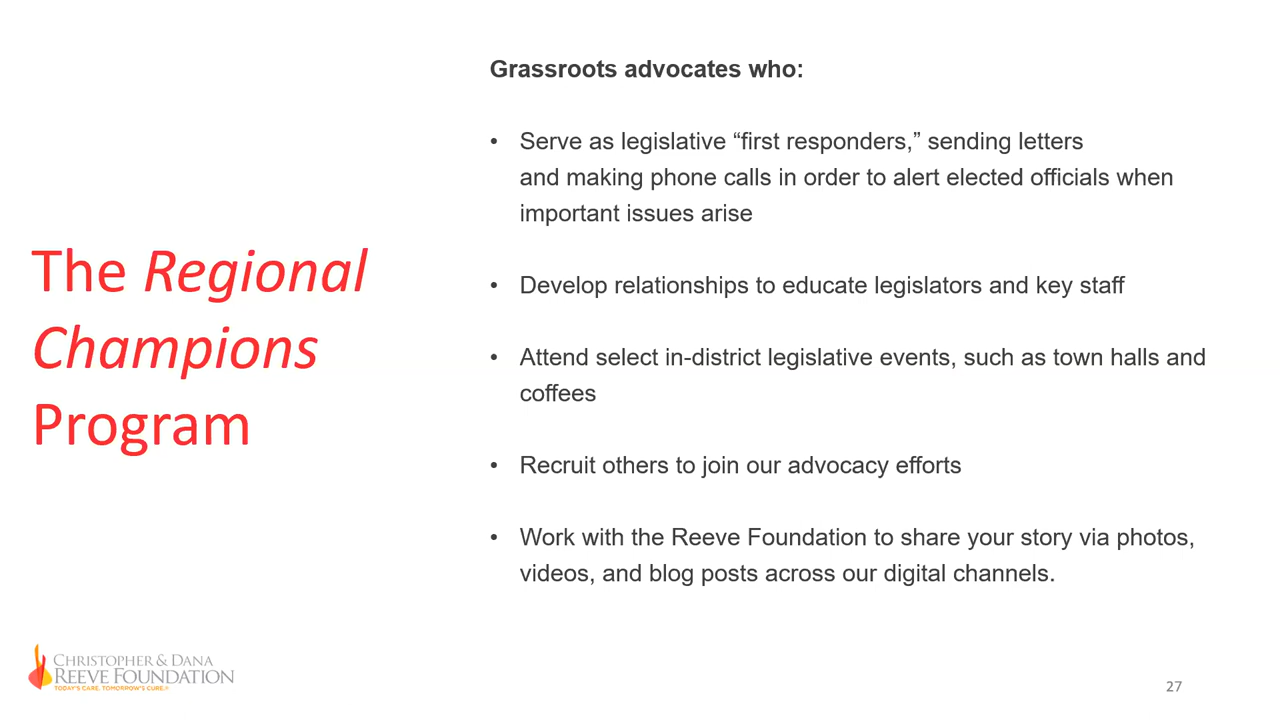 The Regional
Champions
Program
Grassroots advocates who:
• Serve as legislative “first responders,” sending letters
and making phone calls in order to alert elected officials when
important issues arise
• Develop relationships to educate legislators and key staff
• Attend select in-district legislative events, such as town halls and
coffees
• Recruit others to join our advocacy efforts
• Work with the Reeve Foundation to share your story via photos,
videos, and blog posts across our digital channels.
CHRISTOPHER & DANA
REEVE FOUNDATION
TODAY'S CARE. TOMORROW'S CURE.®
27